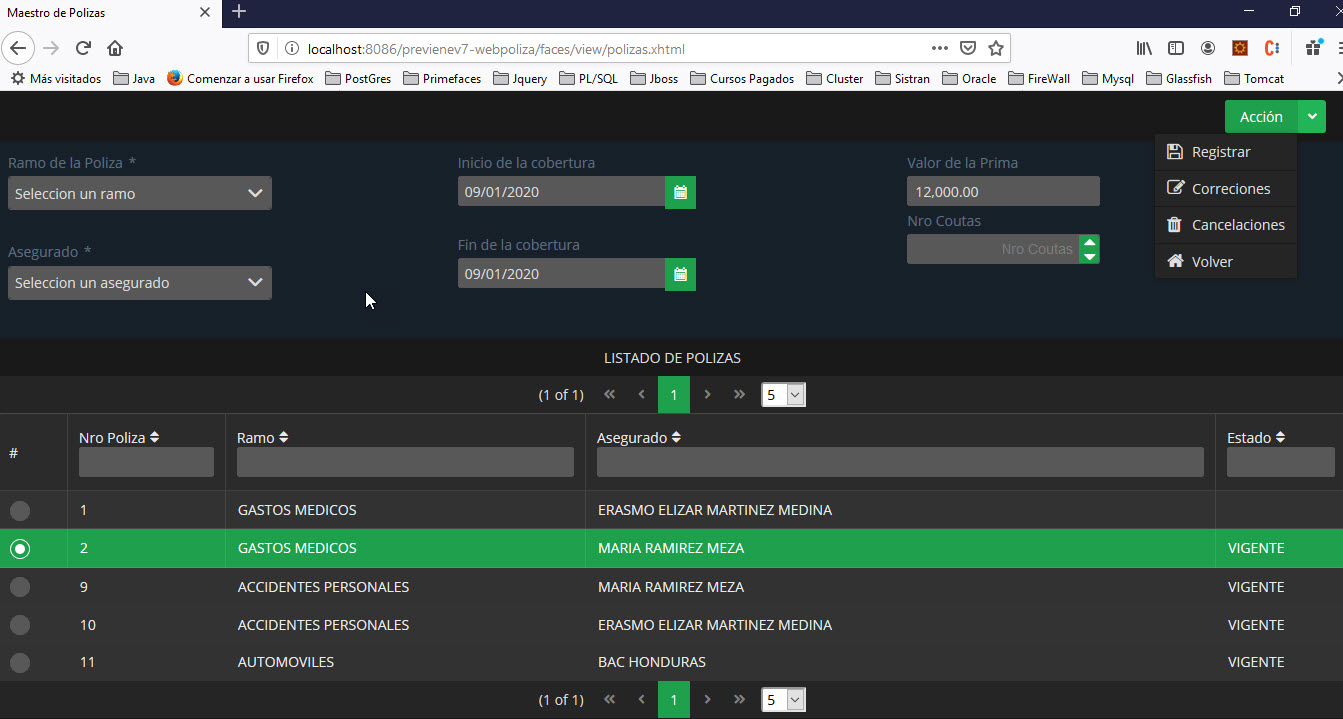 Maestro de Polizas
localhost:8086/previenev7-webpoliza/faces/view/polizas.xhtml
Más visitados Java Comenzar a usar Firefox PostGres Primefaces Jquery PL/SQL Jboss Cursos Pagados Cluster Sistran Oracle FireWall Mysql Glassfish Tomcat
Acción
Registrar
Correciones
Cancelaciones
Volver
Ramo de la Poliza *
Seleccion un ramo
Asegurado *
Seleccion un asegurado
Inicio de la cobertura
09/01/2020
Fin de la cobertura
09/01/2020
Valor de la Prima
12,000.00
Nro Coutas
Nro Coutas
LISTADO DE POLIZAS
(1 of 1) 1 5
# Nro Poliza Ramo Asegurado Estado
1 GASTOS MEDICOS ERASMO ELIZAR MARTINEZ MEDINA
2 GASTOS MEDICOS MARIA RAMIREZ MEZA VIGENTE
9 ACCIDENTES PERSONALES MARIA RAMIREZ MEZA VIGENTE
10 ACCIDENTES PERSONALES ERASMO ELIZAR MARTINEZ MEDINA VIGENTE
11 AUTOMOVILES BAC HONDURAS VIGENTE
(1 of 1) 1 5